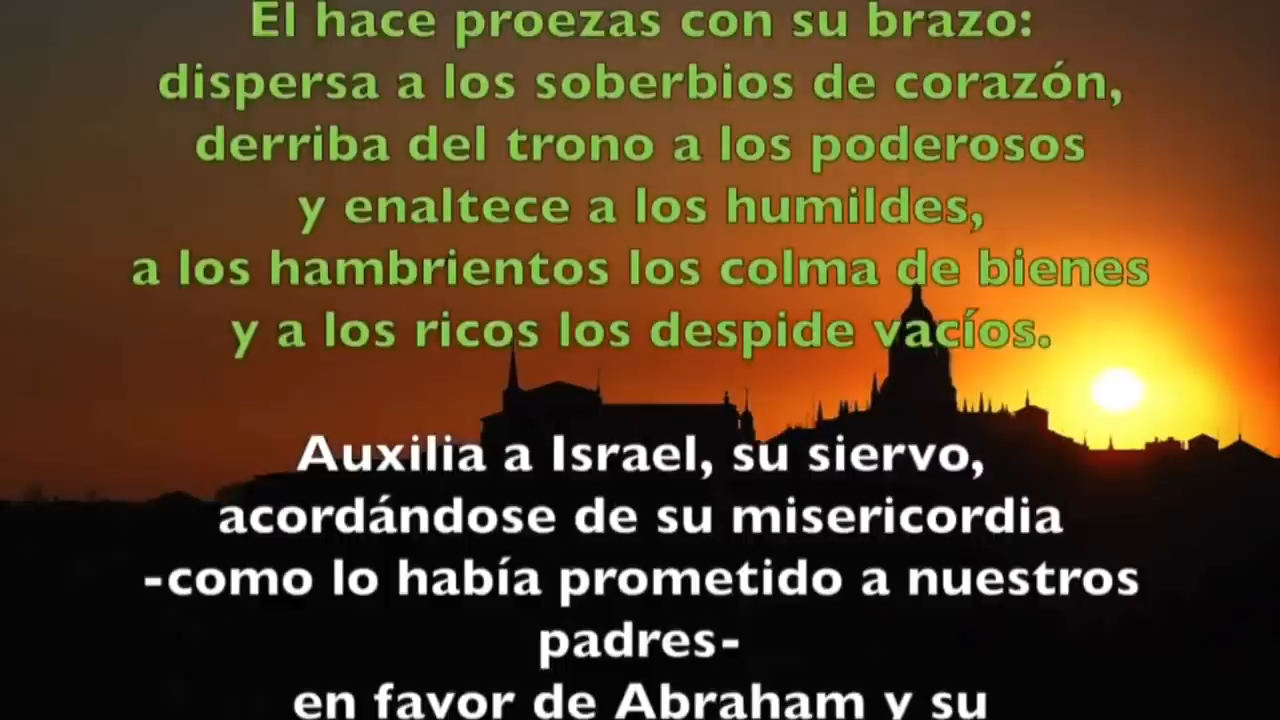 El hace proezas con su brazo:
dispersa a los soberbios de corazón,
derriba del trono a los poderosos
y enaltece a los humildes,
a los hambrientos los colma de bienes
y a los ricos los despide vacíos.
Auxilia a Israel, su siervo,
acordándose de su misericordia
-como lo había prometido a nuestros
padres-
en favor de Abraham y su